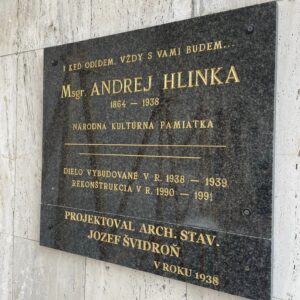 I KEĎ ODÍDEM, VŽDY S VAMI BUDEM...
Msgr. ANDREJ HLINKA
1864 – 1938
NÁRODNÁ KULTÚRNA PAMIATKA
DIELO VYBUDOVANÉ V R. 1938 – 1939
REKONŠTRUKCIA V R. 1990 – 1991
PROJEKTOVAL ARCH. STAV.
JOZEF ŠVIDROŇ
V ROKU 1938